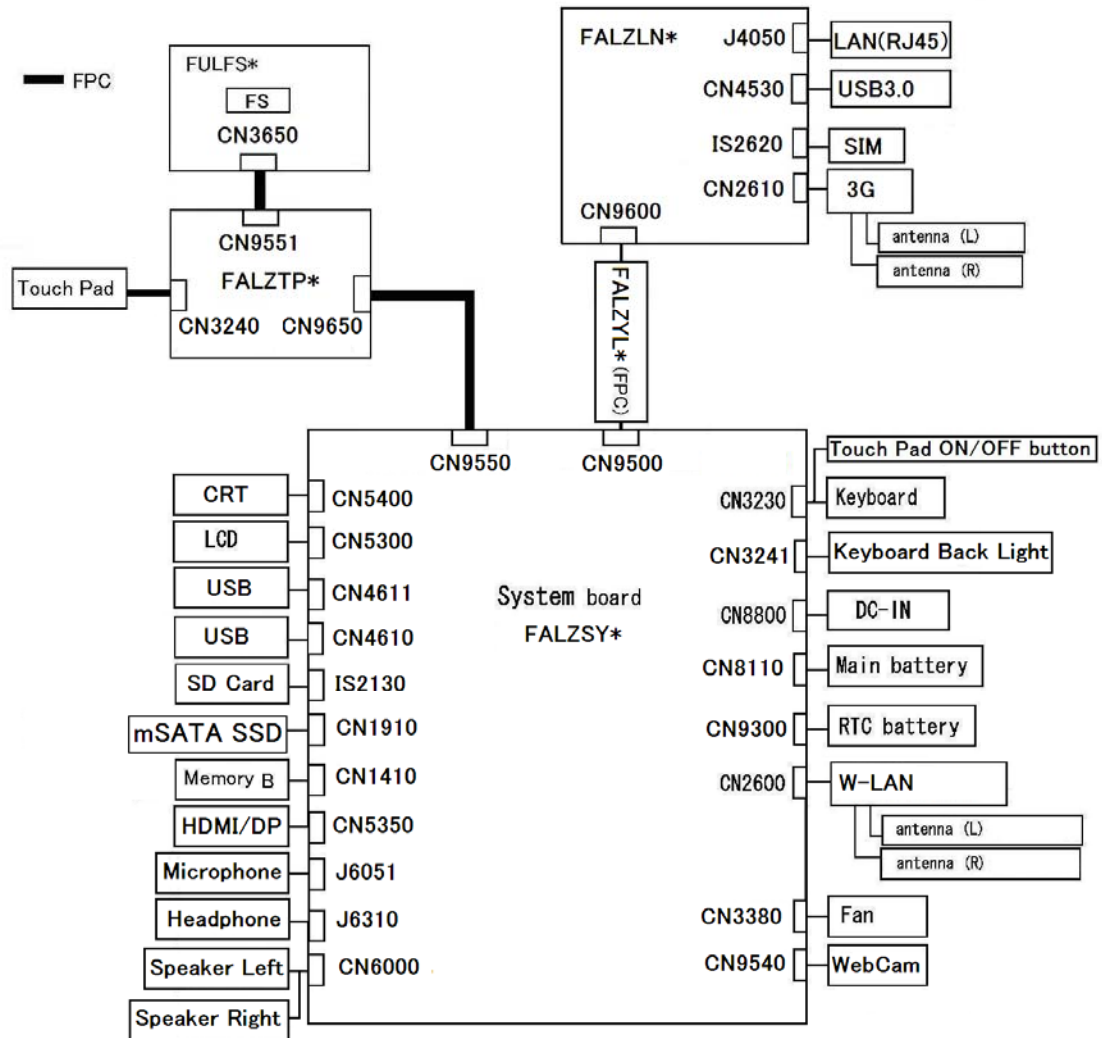 FPC
FULFS*
FS
CN3650
CN9551
FALZTP*
CN3240
CN9650
Touch Pad
FALZLN*
J4050
LAN(RJ45)
CN4530
USB3.0
IS2620
SIM
CN2610
3G
antenna (L)
antenna (R)
CN9600
FALZYL*(FPC)
CN9550
CN9500
System board
FALZSY*
CRT
CN5400
LCD
CN5300
USB
CN4611
USB
CN4610
SD Card
IS2130
mSATA SSD
CN1910
Memory B
CN1410
HDMI/DP
CN5350
Microphone
J6051
Headphone
J6310
Speaker Left
CN6000
Speaker Right
Touch Pad ON/OFF button
CN3230
Keyboard
CN3241
Keyboard Back Light
CN8800
DC-IN
CN8110
Main battery
CN9300
RTC battery
CN2600
W-LAN
antenna (L)
antenna (R)
CN3380
Fan
CN9540
WebCam